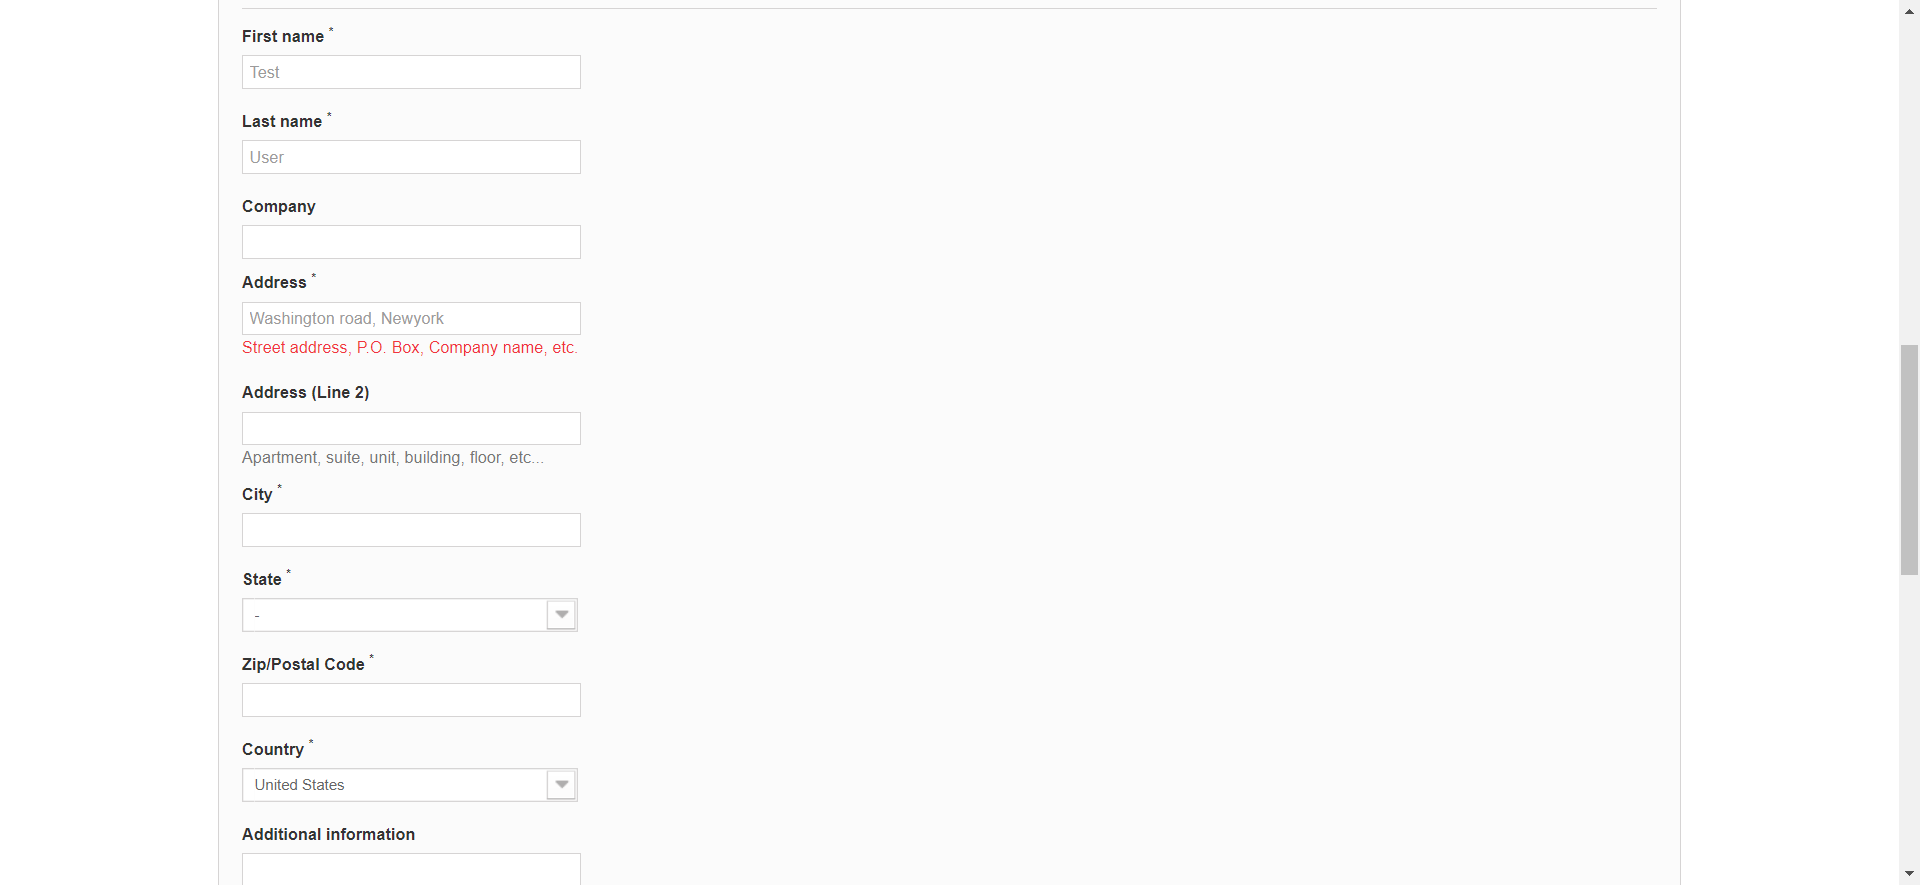 First name *
Test
Last name *
User
Company
Address *
Washington road, Newyork
Street address, P.O. Box, Company name, etc.
Address (Line 2)
Apartment, suite, unit, building, floor, etc...
City *
State *
-
Zip/Postal Code *
Country *
United States
Additional information